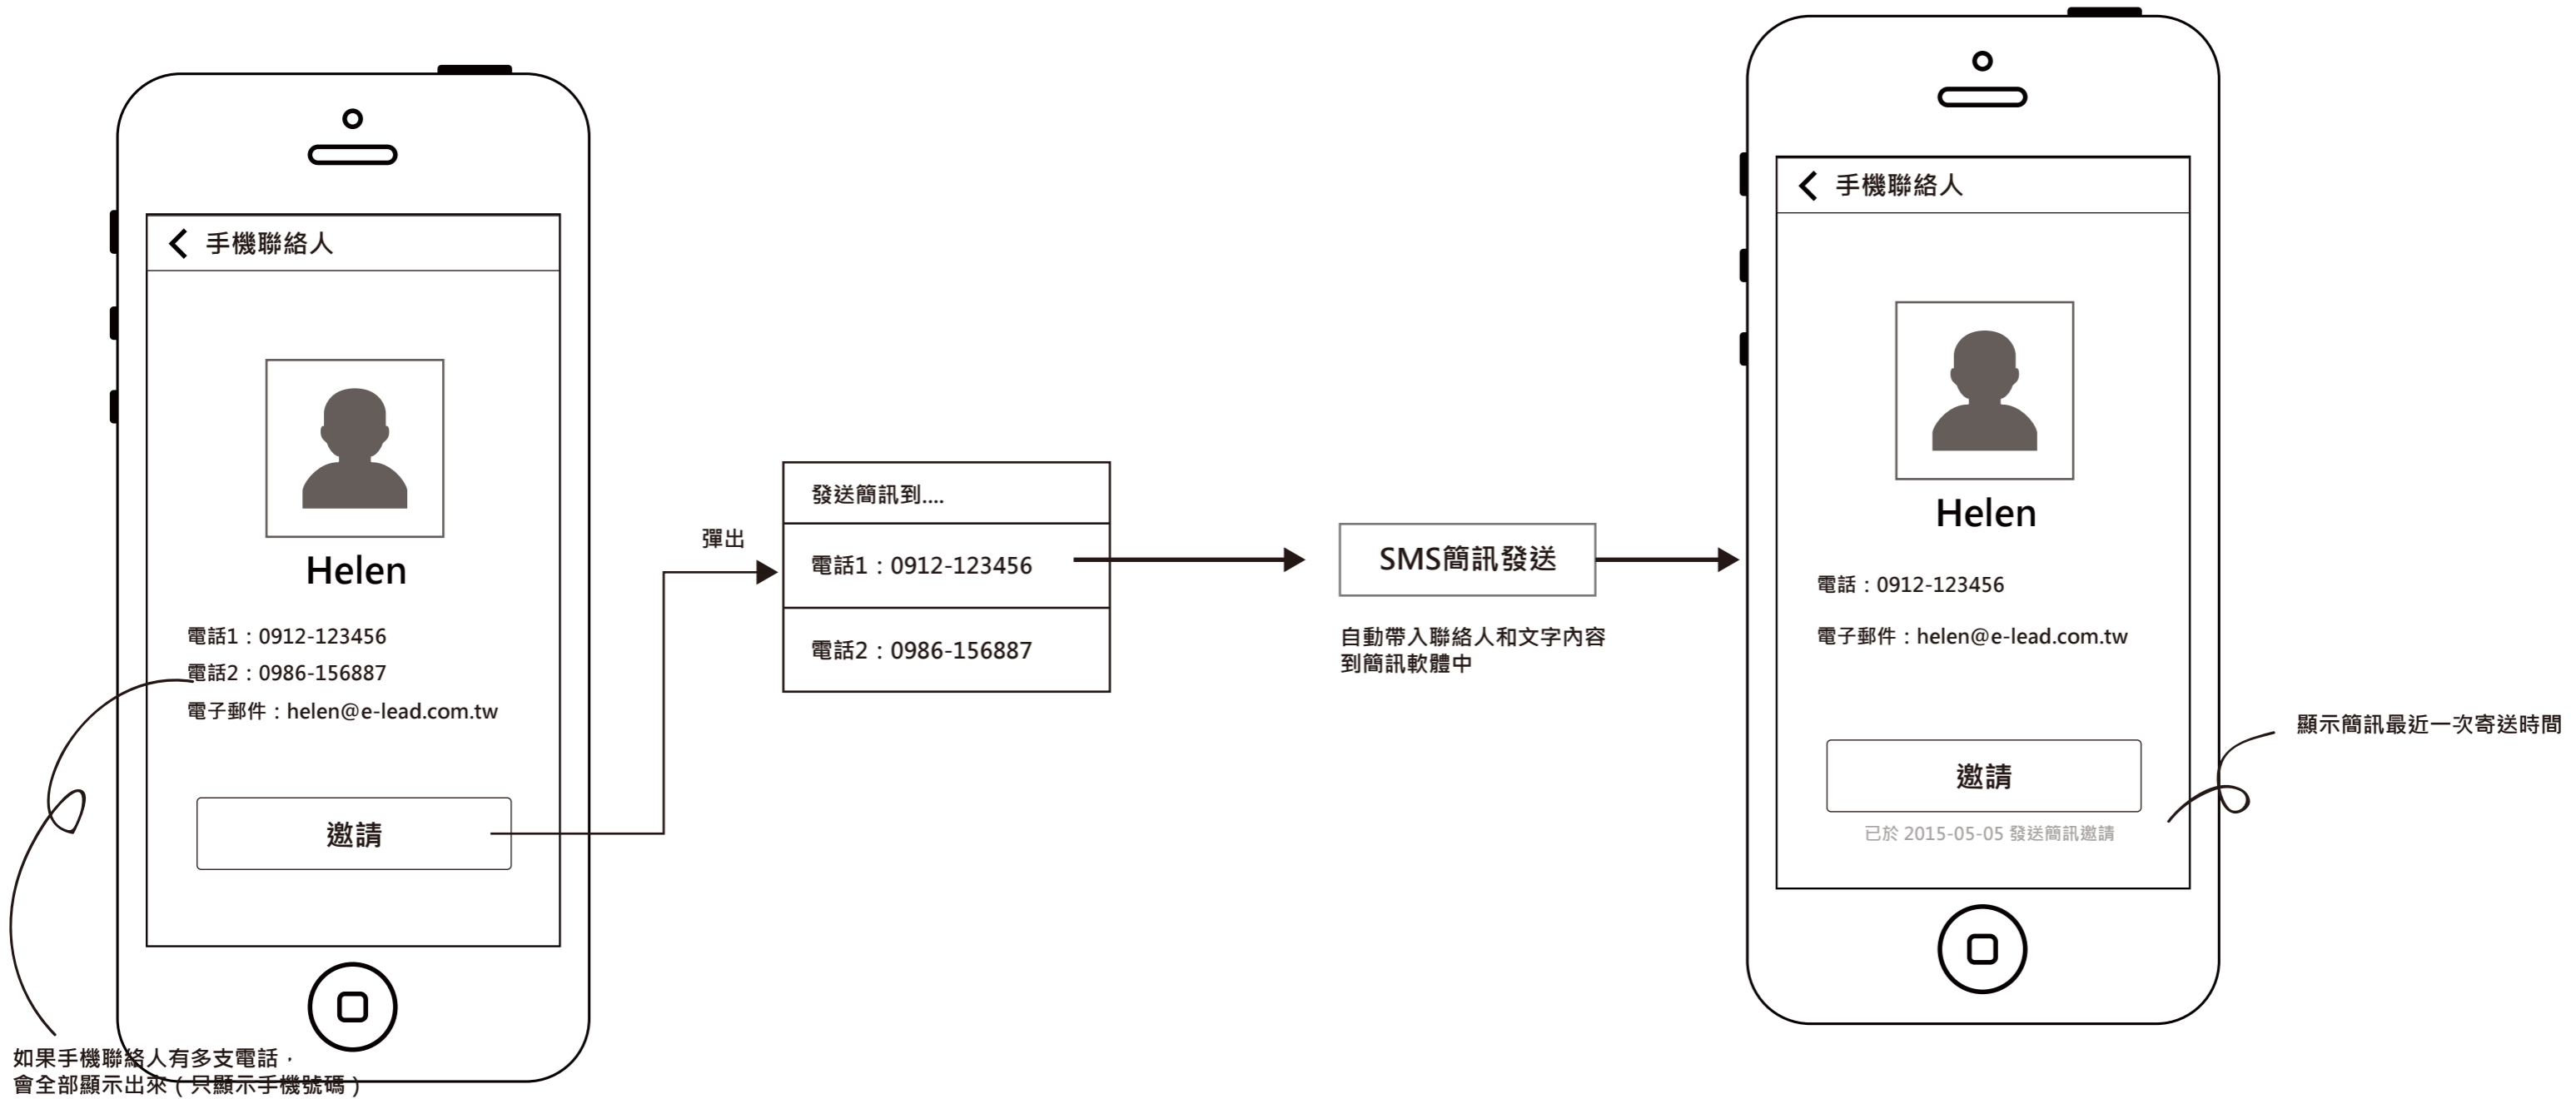 手機聯絡人
Helen
電話1：0912-123456
電話2：0986-156887
電子郵件：helen@e-lead.com.tw
邀請
如果手機聯絡人有多支電話，
會全部顯示出來（只顯示手機號碼）
彈出
發送簡訊到....
電話1：0912-123456
電話2：0986-156887
SMS簡訊發送
自動帶入聯絡人和文字內容
到簡訊軟體中
手機聯絡人
Helen
電話：0912-123456
電子郵件：helen@e-lead.com.tw
邀請
已於 2015-05-05 發送簡訊邀請
顯示簡訊最近一次寄送時間